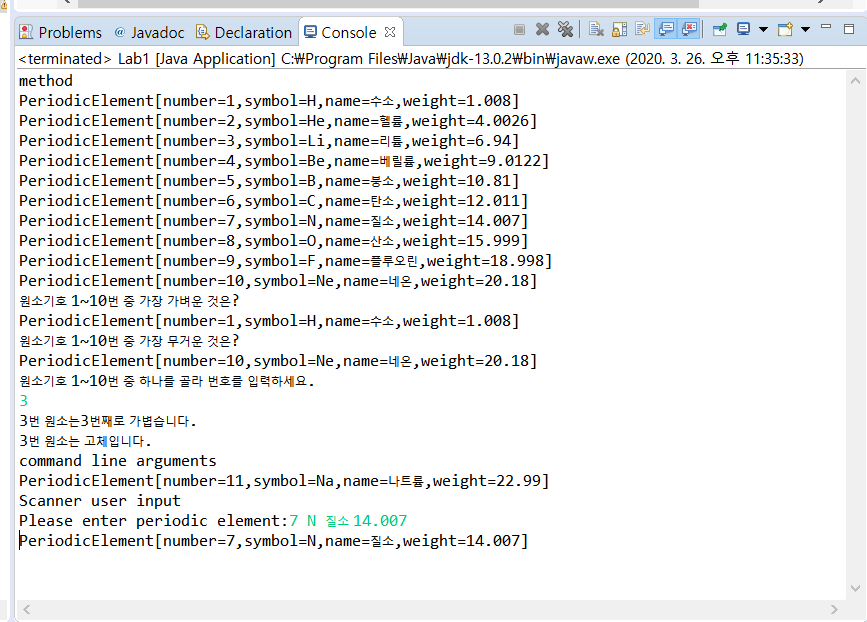 Problems @ Javadoc Declaration Console
<terminated> Lab1 [Java Application] C:₩Program Files₩Java₩jdk-13.0.2₩bin₩javaw.exe (2020. 3. 26. 오후 11:35:33)
method
PeriodicElement[number=1,symbol=H,name=수소,weight=1.008]
PeriodicElement[number=2,symbol=He,name=헬륨,weight=4.0026]
PeriodicElement[number=3,symbol=Li,name=리튬,weight=6.94]
PeriodicElement[number=4,symbol=Be,name=베릴륨,weight=9.0122]
PeriodicElement[number=5,symbol=B,name=붕소,weight=10.81]
PeriodicElement[number=6,symbol=C,name=탄소,weight=12.011]
PeriodicElement[number=7,symbol=N,name=질소,weight=14.007]
PeriodicElement[number=8,symbol=O,name=산소,weight=15.999]
PeriodicElement[number=9,symbol=F,name=플루오린,weight=18.998]
PeriodicElement[number=10,symbol=Ne,name=네온,weight=20.18]
원소기호 1~10번 중 가장 가벼운 것은?
PeriodicElement[number=1,symbol=H,name=수소,weight=1.008]
원소기호 1~10번 중 가장 무거운 것은?
PeriodicElement[number=10,symbol=Ne,name=네온,weight=20.18]
원소기호 1~10번 중 하나를 골라 번호를 입력하세요.
3
3번 원소는3번째로 가볍습니다.
3번 원소는 고체입니다.
command line arguments
PeriodicElement[number=11,symbol=Na,name=나트륨,weight=22.99]
Scanner user input
Please enter periodic element:7 N 질소 14.007
PeriodicElement[number=7,symbol=N,name=질소,weight=14.007]